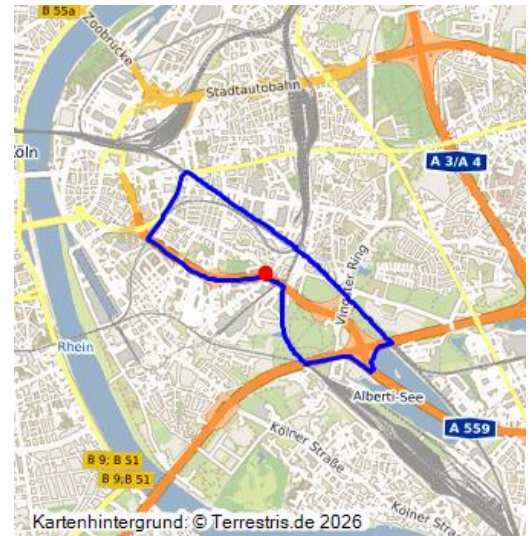 B 55a
Zoobrücke
Stadtautobahn
Köln
A 3/A 4
Vingster Ring
Rhein
Alberti-See
A 559
Kölner Straße
B 9; B 51
B 9;B 51
Kölner Straße
Kartenhintergrund: © Terrestris.de 2026